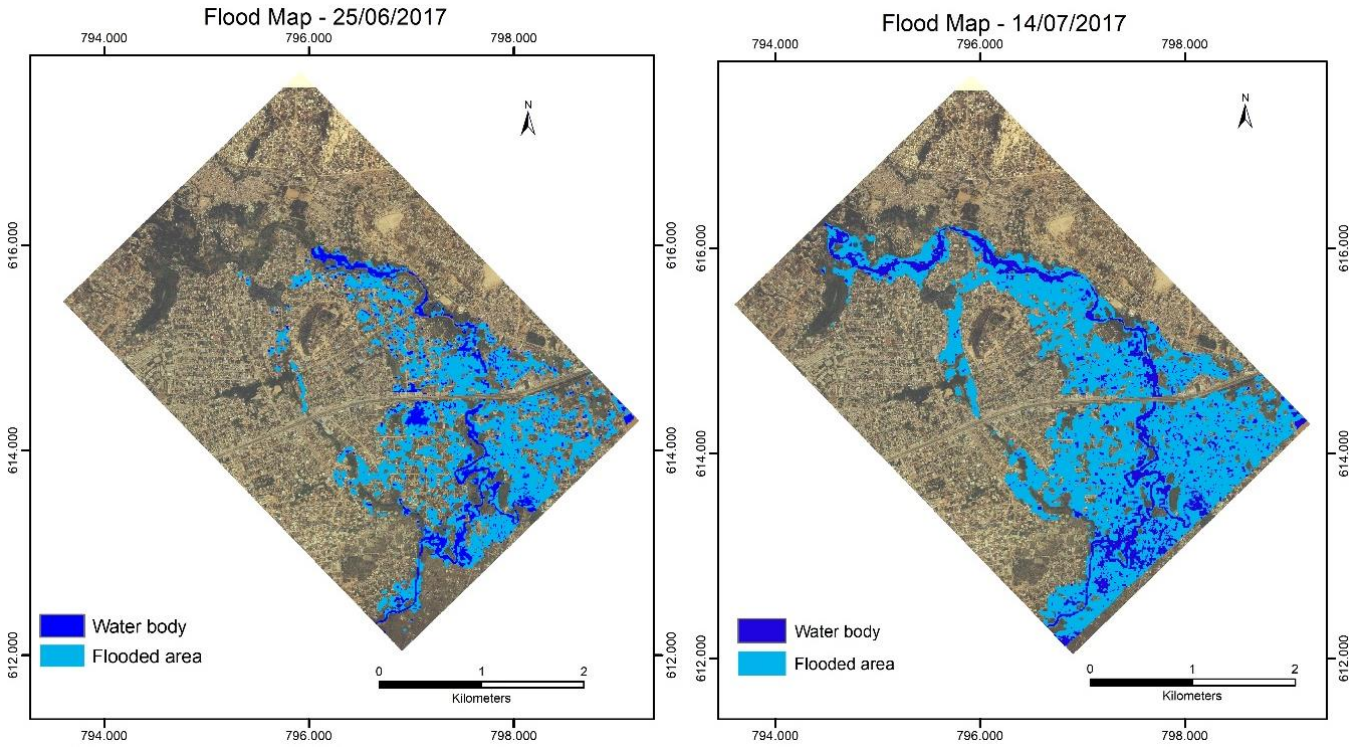 Flood Map - 25/06/2017
794.000 796.000 798.000
N
616.000 616.000
614.000 614.000
612.000 612.000
Water body
Flooded area
0 1 2
Kilometers
794.000 796.000 798.000
Flood Map - 14/07/2017
794.000 796.000 798.000
N
616.000 616.000
614.000 614.000
612.000 612.000
Water body
Flooded area
0 1 2
Kilometers
794.000 796.000 798.000